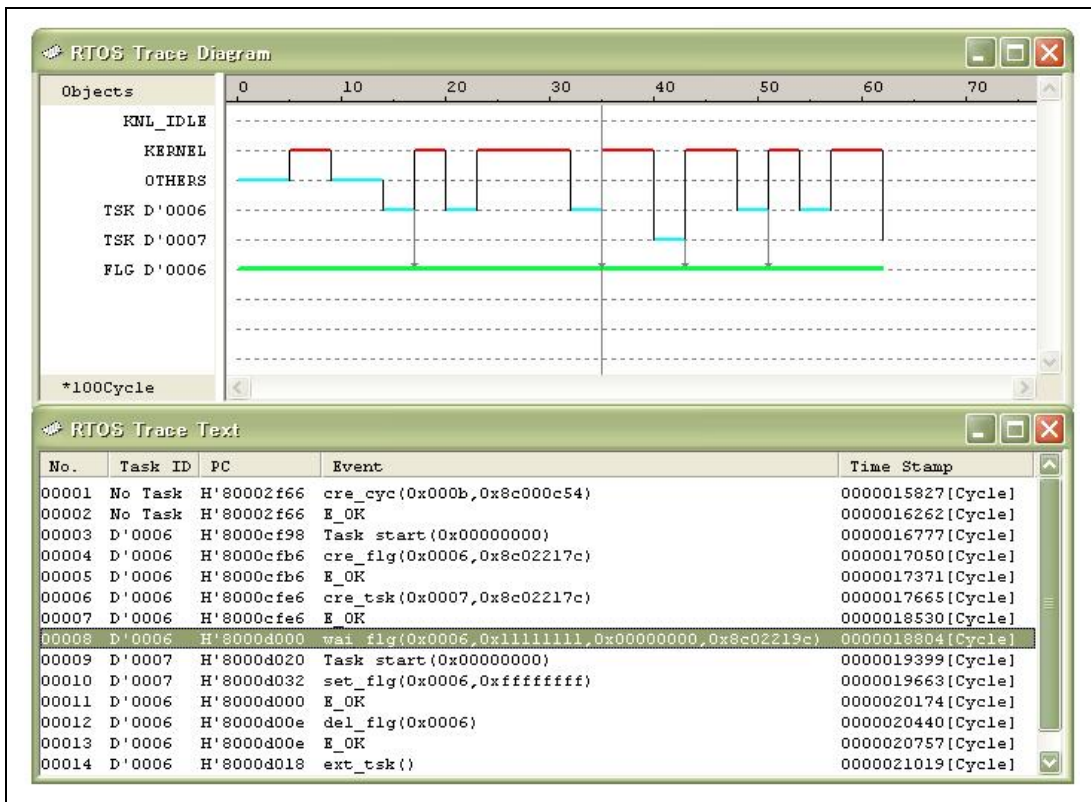 RTOS Trace Diagram
Objects 0 10 20 30 40 50 60 70
KNL_IDLE
KERNEL
OTHERS
TSK D'0006
TSK D'0007
FLG D'0006
*100Cycle
RTOS Trace Text
No. Task ID PC Event Time Stamp
00001 No Task H'80002f66 cre_cyc(0x000b,0x8c000c54) 0000015827[Cycle]
00002 No Task H'80002f66 E_OK 0000016262[Cycle]
00003 D'0006 H'8000cf98 Task start(0x00000000) 0000016777[Cycle]
00004 D'0006 H'8000cfb6 cre_flg(0x0006,0x8c02217c) 0000017050[Cycle]
00005 D'0006 H'8000cfb6 E_OK 0000017371[Cycle]
00006 D'0006 H'8000cfe6 cre_tsk(0x0007,0x8c02217c) 0000017665[Cycle]
00007 D'0006 H'8000cfe6 E_OK 0000018530[Cycle]
00008 D'0006 H'8000d000 wai_flg(0x0006,0x11111111,0x00000000,0x8c02219c) 0000018804[Cycle]
00009 D'0007 H'8000d020 Task start(0x00000000) 0000019399[Cycle]
00010 D'0007 H'8000d032 set_flg(0x0006,0xffffffff) 0000019663[Cycle]
00011 D'0006 H'8000d000 E_OK 0000020174[Cycle]
00012 D'0006 H'8000d00e del_flg(0x0006) 0000020440[Cycle]
00013 D'0006 H'8000d00e E_OK 0000020757[Cycle]
00014 D'0006 H'8000d018 ext_tsk() 0000021019[Cycle]